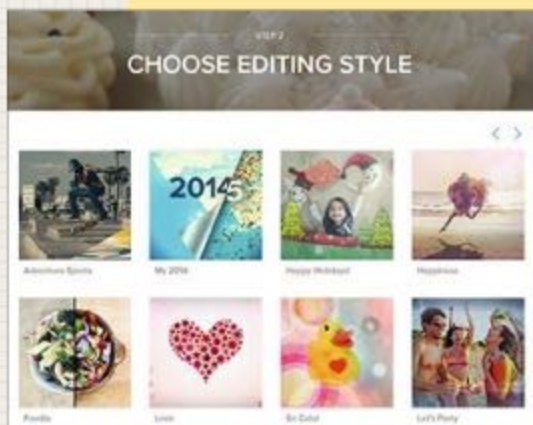 STEP 2
CHOOSE EDITING STYLE
2014
5
Adventure Sports
My 2014
Happy Holidays!
Happiness
Foodie
Love
So Cute!
Let's Party